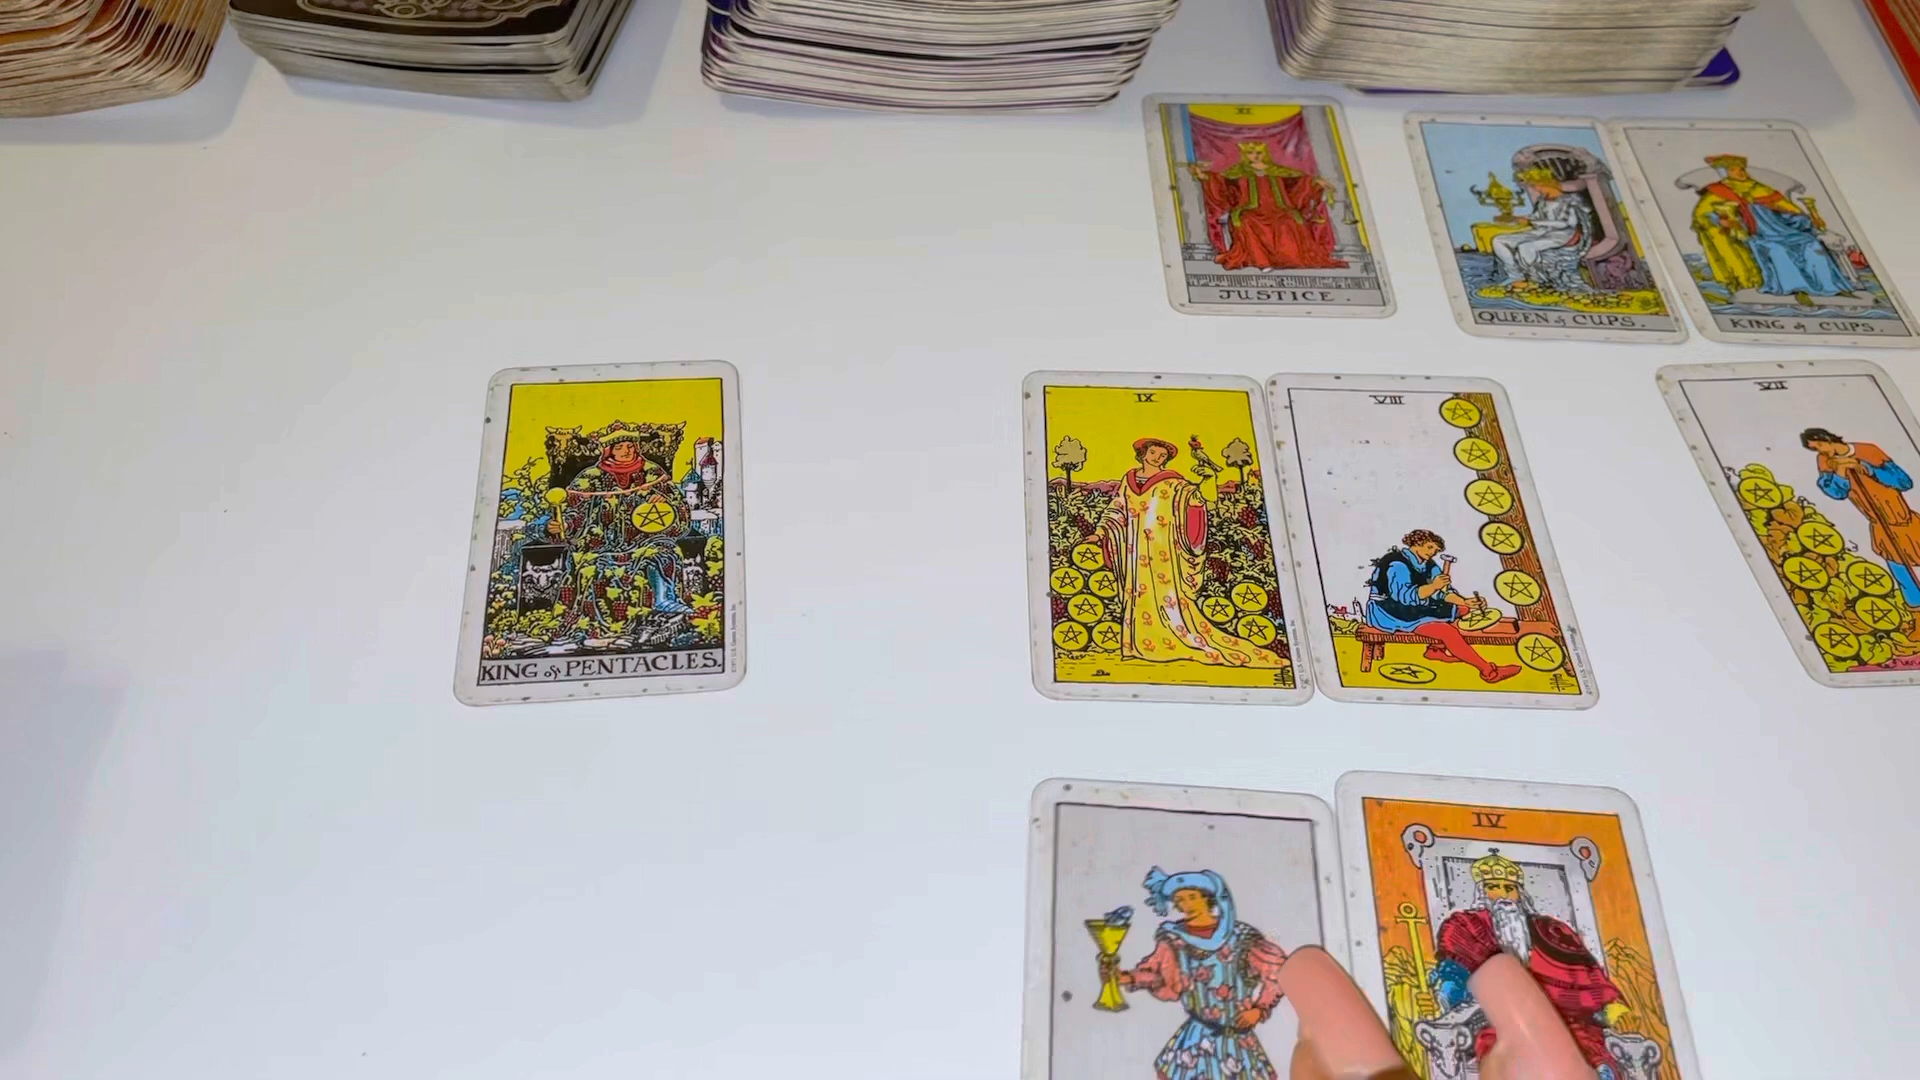 XI
JUSTICE.
QUEEN of CUPS.
KING of CUPS.
KING of PENTACLES.
IX
VIII
VII
IV